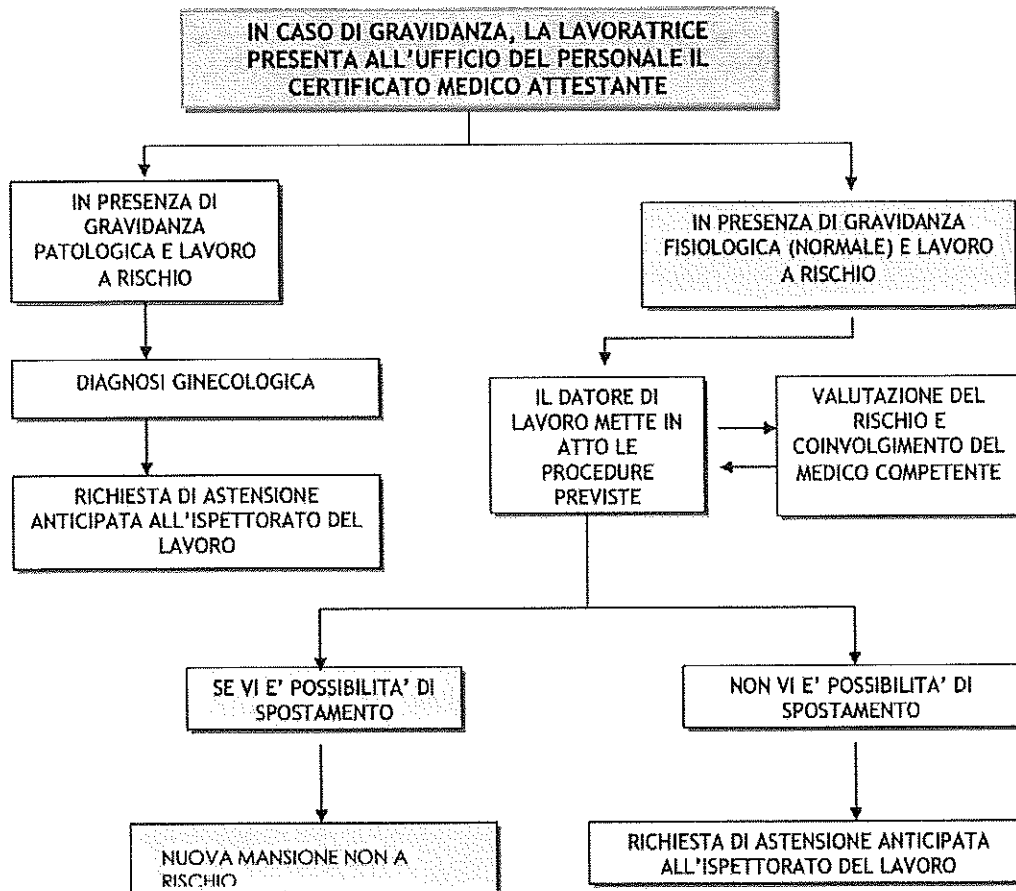 IN CASO DI GRAVIDANZA, LA LAVORATRICE
PRESENTA ALL'UFFICIO DEL PERSONALE IL
CERTIFICATO MEDICO ATTESTANTE
IN PRESENZA DI
GRAVIDANZA
PATOLOGICA E LAVORO
A RISCHIO
IN PRESENZA DI GRAVIDANZA
FISIOLOGICA (NORMALE) E LAVORO
A RISCHIO
DIAGNOSI GINECOLOGICA
IL DATORE DI
LAVORO METTE IN
ATTO LE
PROCEDURE
PREVISTE
VALUTAZIONE DEL
RISCHIO E
COINVOLGIMENTO DEL
MEDICO COMPETENTE
RICHIESTA DI ASTENSIONE
ANTICIPATA ALL'ISPETTORATO DEL
LAVORO
SE VI E' POSSIBILITA' DI
SPOSTAMENTO
NON VI E' POSSIBILITA' DI
SPOSTAMENTO
NUOVA MANSIONE NON A
RISCHIO
RICHIESTA DI ASTENSIONE ANTICIPATA
ALL'ISPETTORATO DEL LAVORO